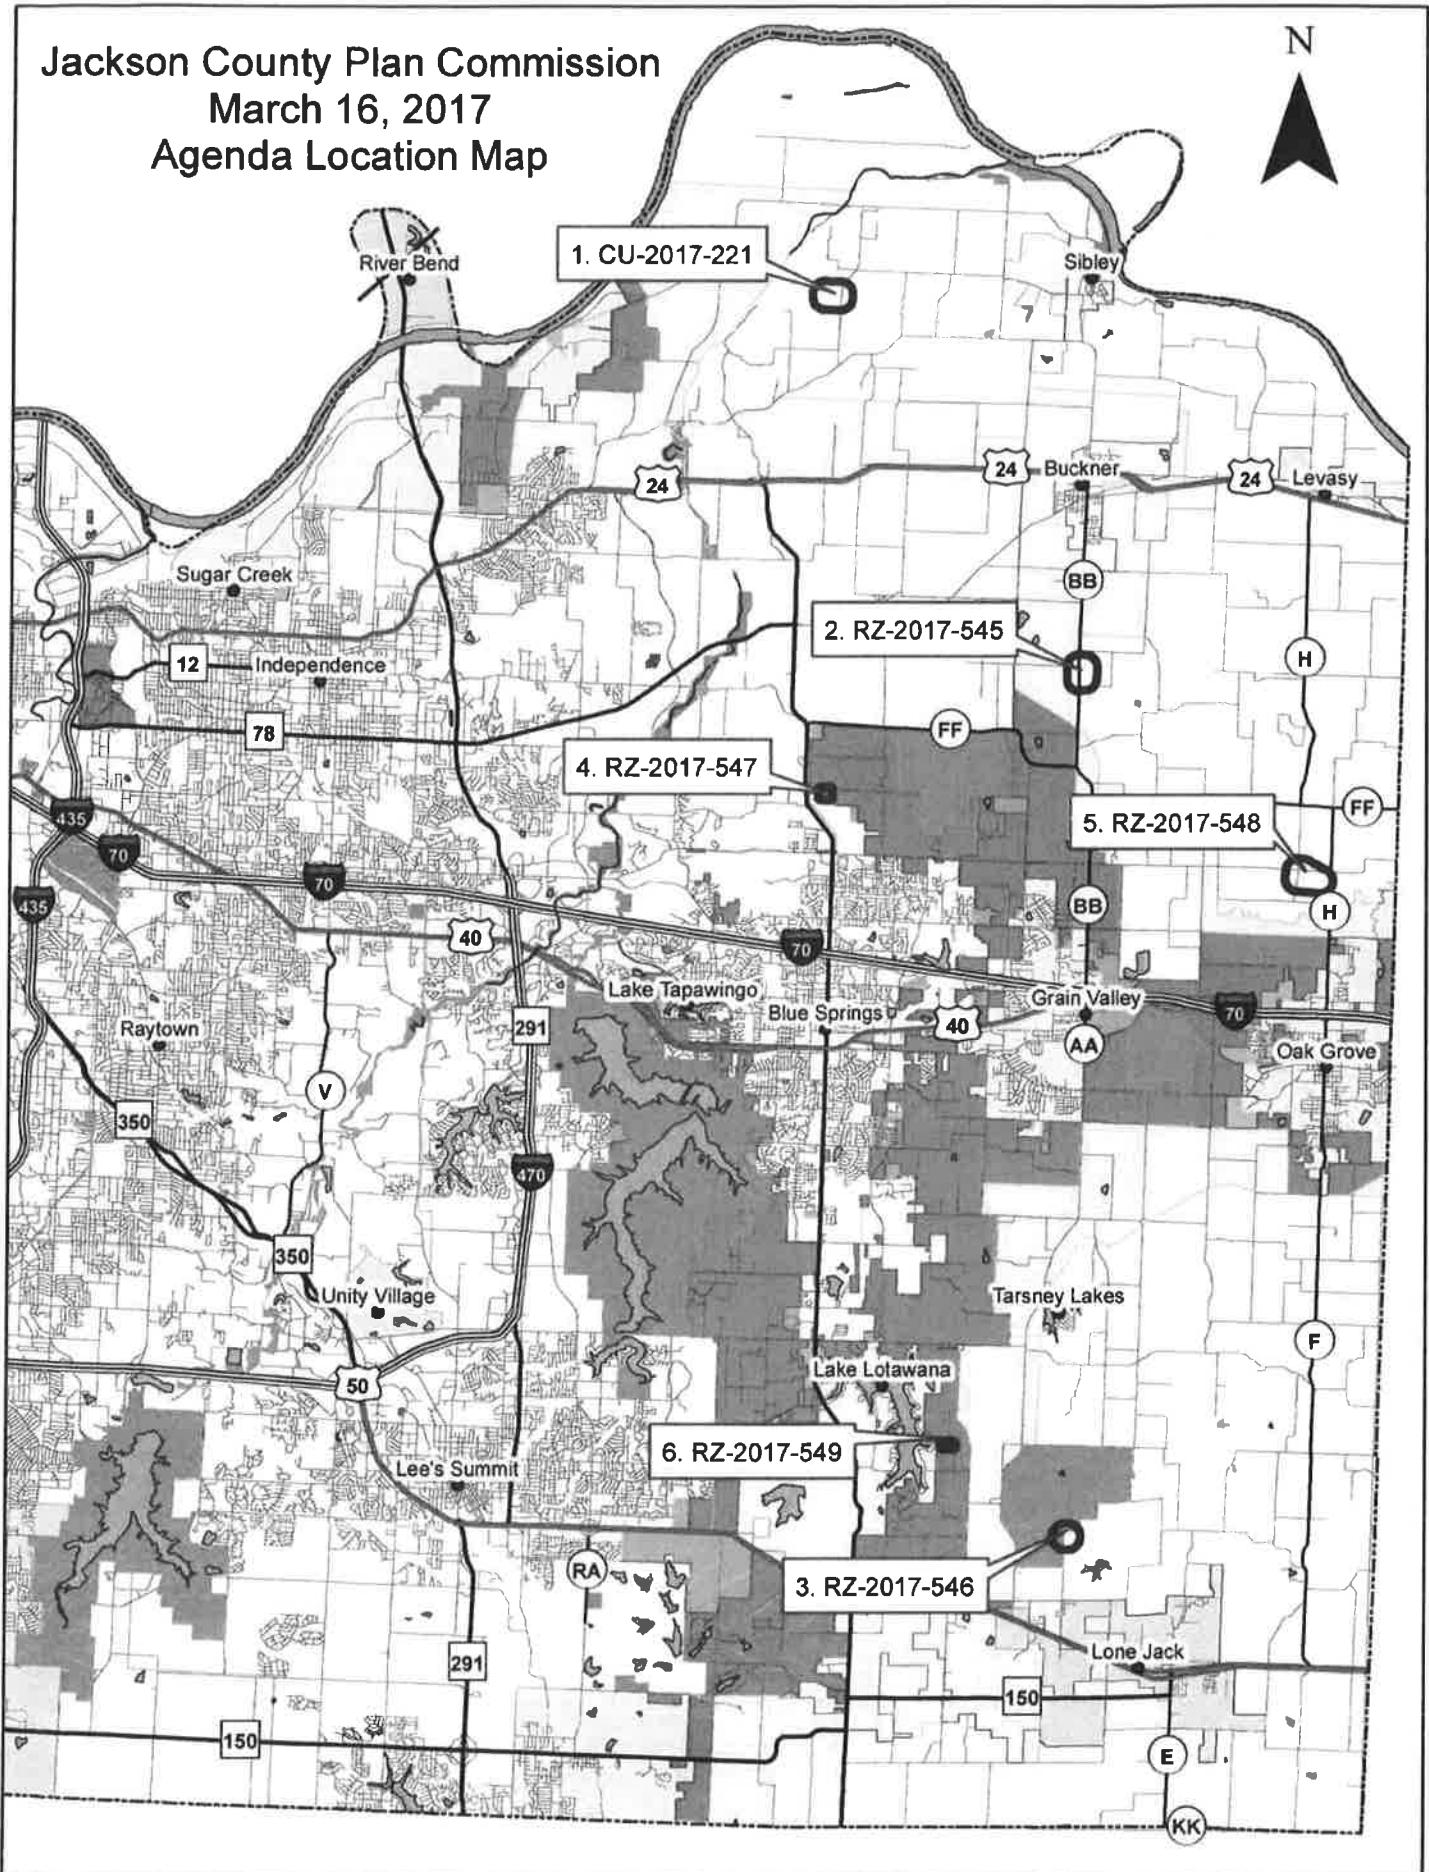 Jackson County Plan Commission
March 16, 2017
Agenda Location Map
N
River Bend
1. CU-2017-221
Sibley
24
24
Buckner
24
Levasy
Sugar Creek
BB
12
Independence
2. RZ-2017-545
H
78
FF
4. RZ-2017-547
FF
435
5. RZ-2017-548
70
70
435
BB
H
40
70
Lake Tapawingo
Grain Valley
Blue Springs
40
70
Raytown
291
AA
Oak Grove
V
350
470
350
Unity Village
Tarsney Lakes
F
50
Lake Lotawana
6. RZ-2017-549
Lee's Summit
RA
3. RZ-2017-546
291
Lone Jack
150
150
E
KK